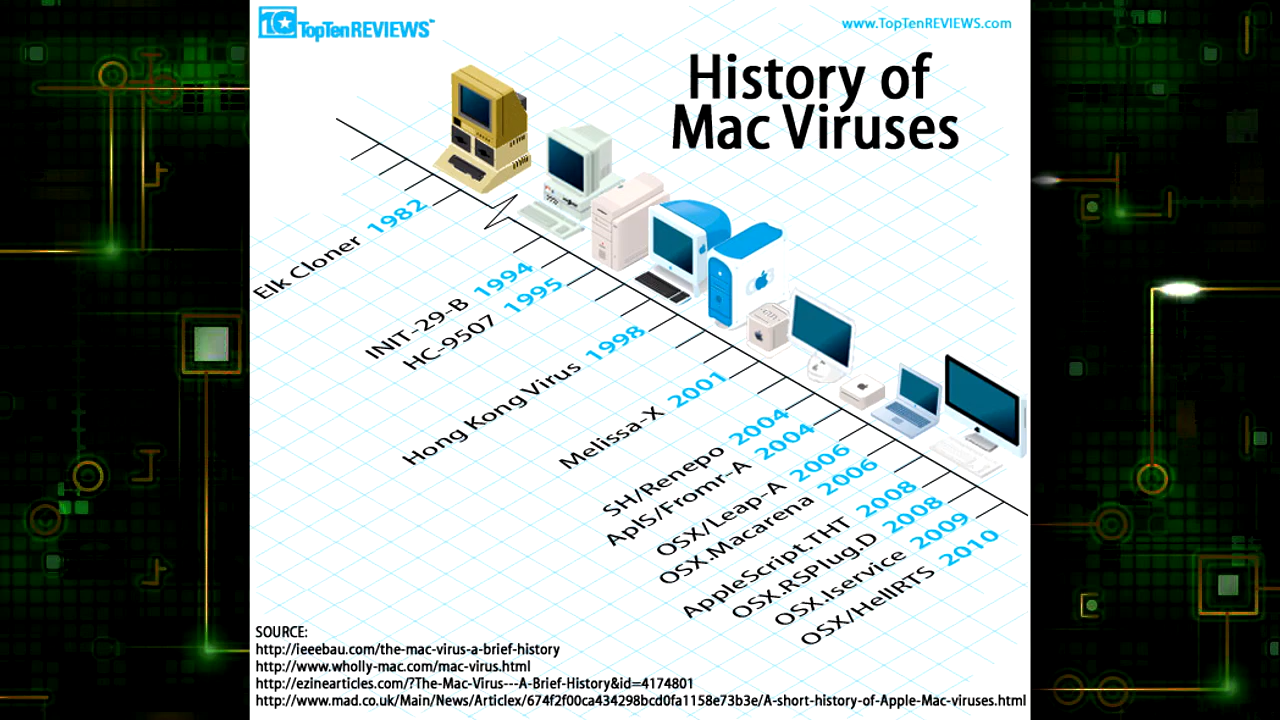 TopTenREVIEWS™
www.TopTenREVIEWS.com
History of
Mac Viruses
Elk Cloner 1982
INIT-29-B 1994
HC-9507 1995
Hong Kong Virus 1998
Melissa-X 2001
SH/Renepo 2004
AplS/Fromr-A 2004
OSX/Leap-A 2006
OSX.Macarena 2006
AppleScript.THT 2008
OSX.RSPlug.D 2008
OSX.Iservice 2009
OSX/HellRTS 2010
SOURCE:
http://ieeebau.com/the-mac-virus-a-brief-history
http://www.wholly-mac.com/mac-virus.html
http://ezinearticles.com/?The-Mac-Virus---A-Brief-History&id=4174801
http://www.mad.co.uk/Main/News/Articlex/674f2f00ca434298bcd0fa1158e73b3e/A-short-history-of-Apple-Mac-viruses.html